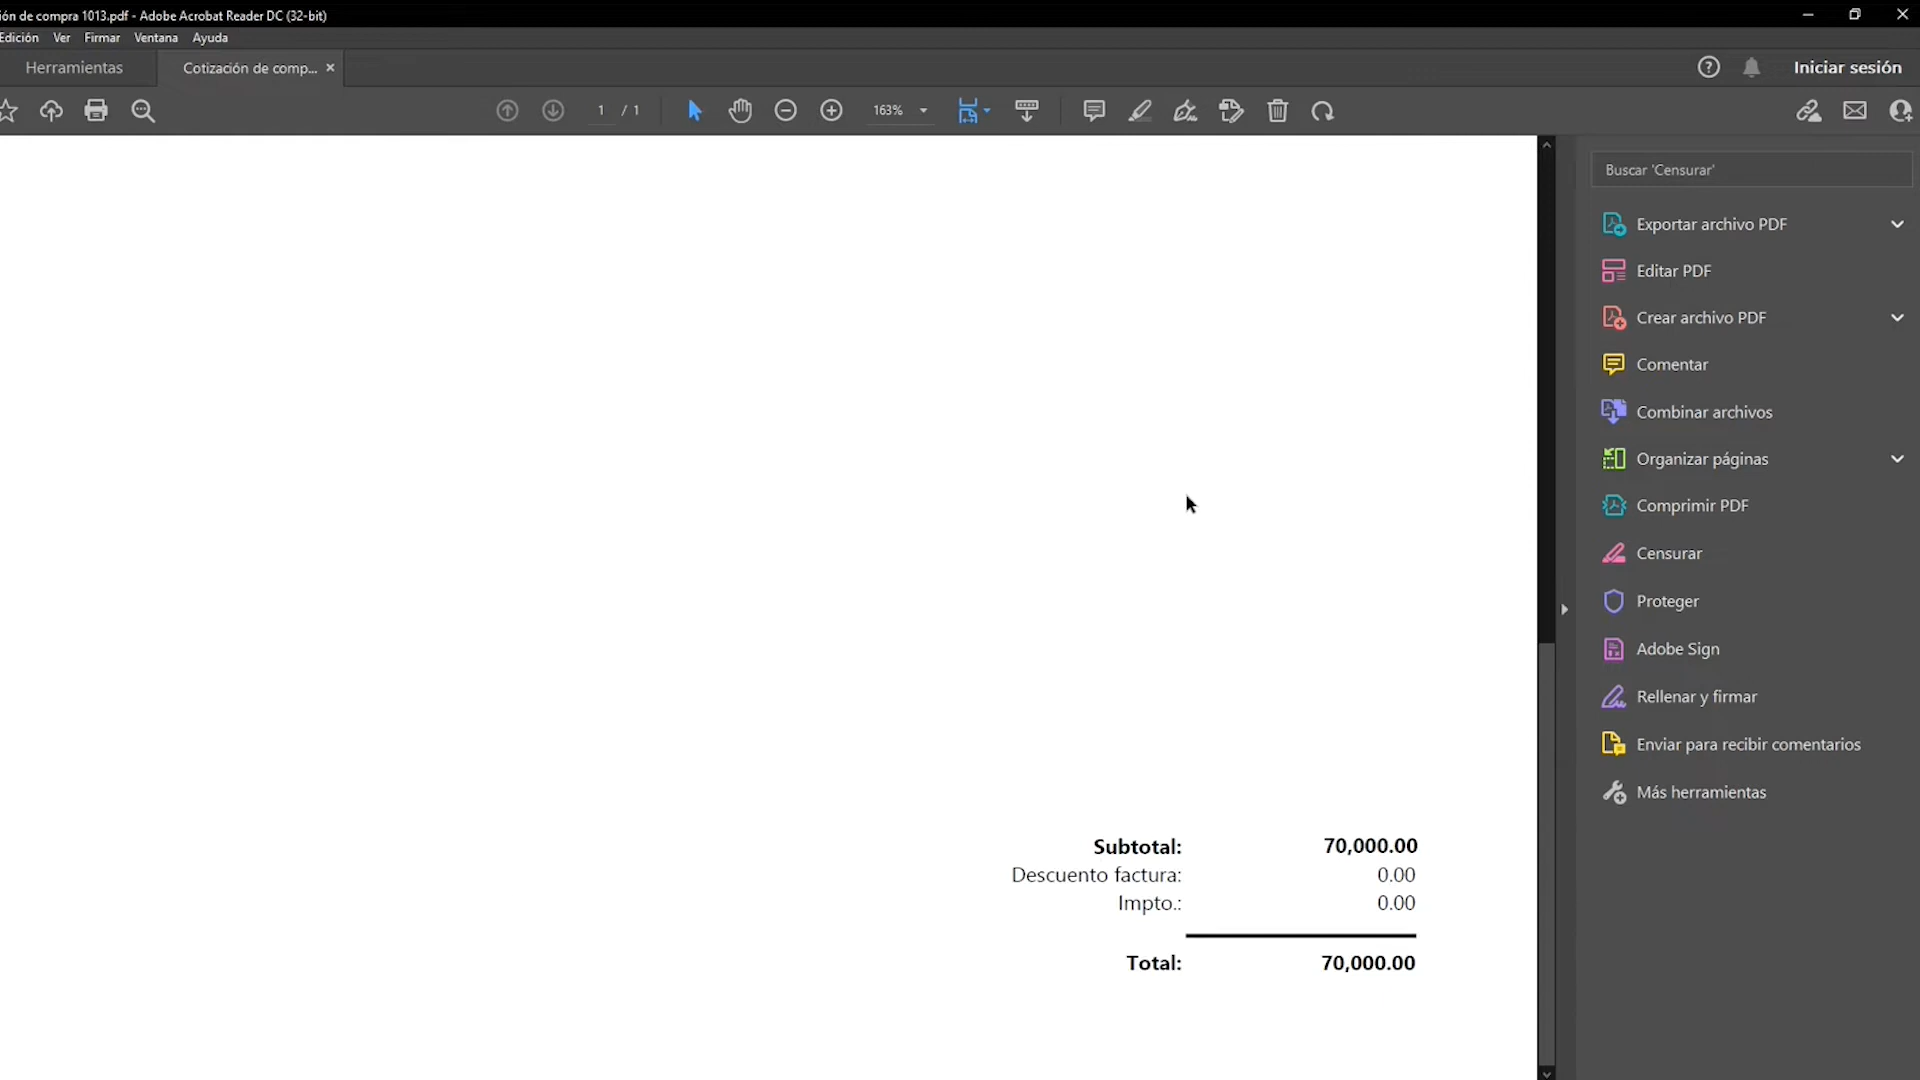 ión de compra 1013.pdf - Adobe Acrobat Reader DC (32-bit)
Edición Ver Firmar Ventana Ayuda
Herramientas Cotización de comp... × Iniciar sesión
1 / 1 163%
Buscar 'Censurar'
Exportar archivo PDF
Editar PDF
Crear archivo PDF
Comentar
Combinar archivos
Organizar páginas
Comprimir PDF
Censurar
Proteger
Adobe Sign
Rellenar y firmar
Enviar para recibir comentarios
Más herramientas
Subtotal: 70,000.00
Descuento factura: 0.00
Impto.: 0.00
Total: 70,000.00